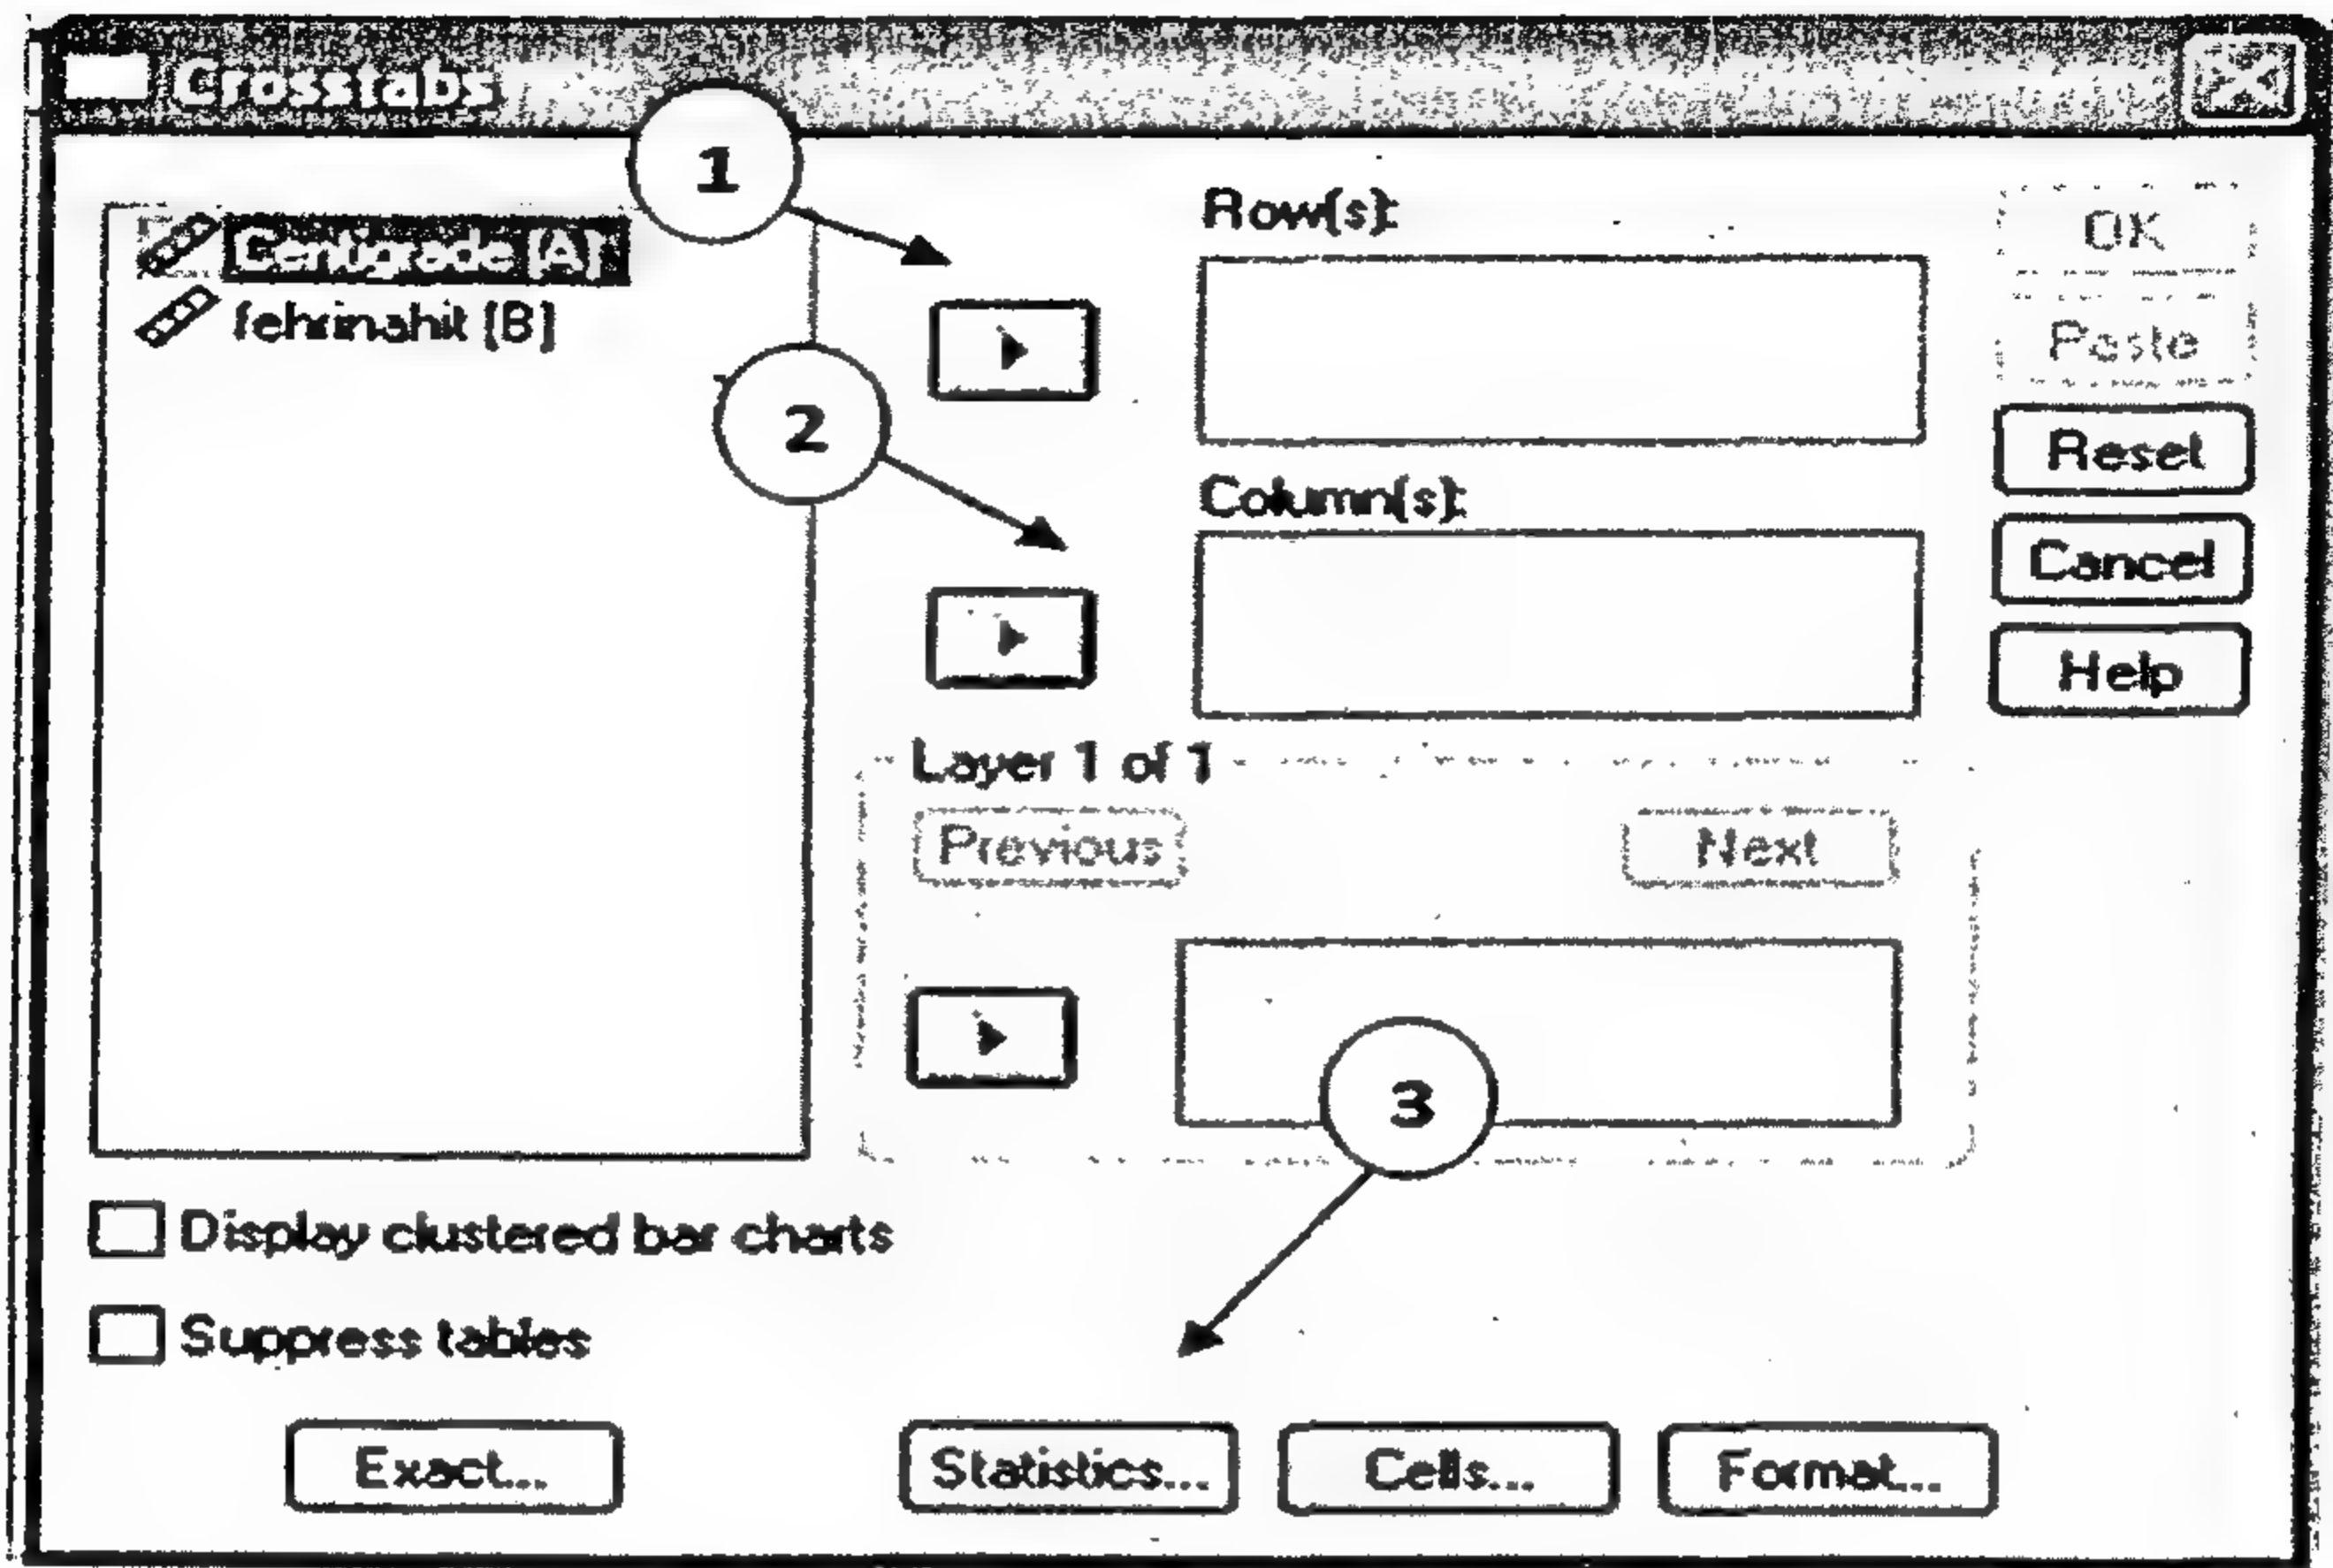 Crosstabs
1
Centigrade [A]
fehrinahit [B]
2
Row(s):
Column(s):
OK
Paste
Reset
Cancel
Help
Layer 1 of 1
Previous
Next
3
Display clustered bar charts
Suppress tables
Exact...
Statistics...
Cells...
Format...